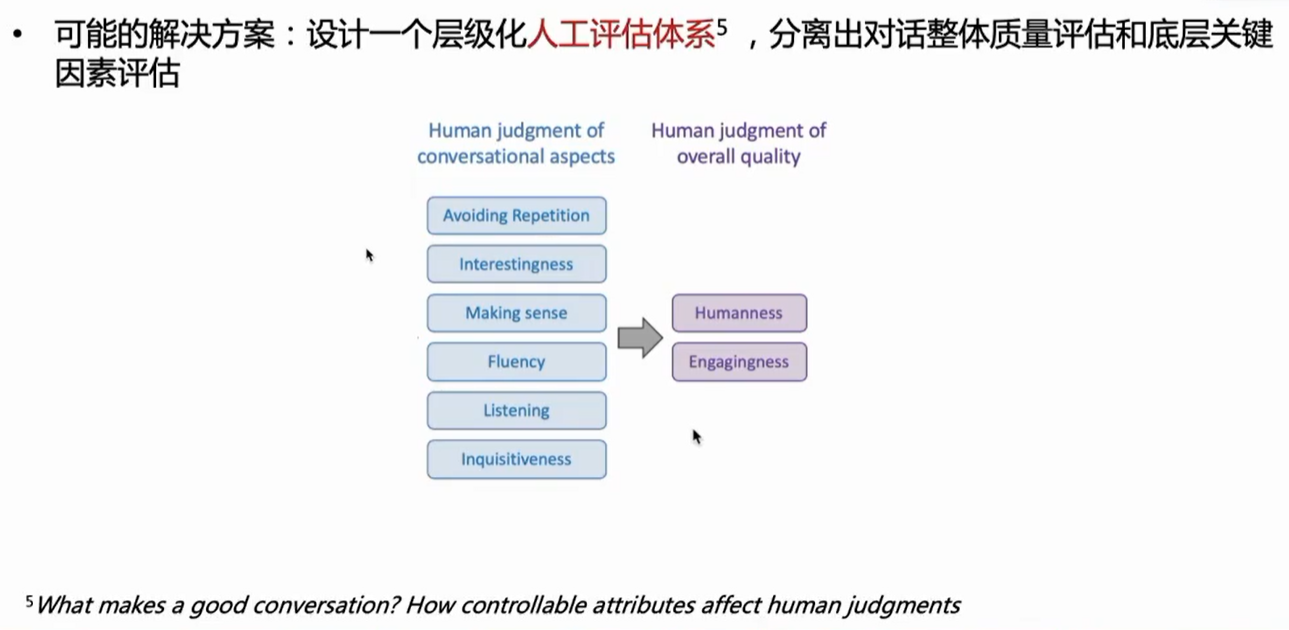 • 可能的解决方案：设计一个层级化人工评估体系⁵ ，分离出对话整体质量评估和底层关键
因素评估
Human judgment of
conversational aspects
Human judgment of
overall quality
Avoiding Repetition
Interestingness
Making sense
Fluency
Listening
Inquisitiveness
Humanness
Engagingness
⁵ What makes a good conversation? How controllable attributes affect human judgments